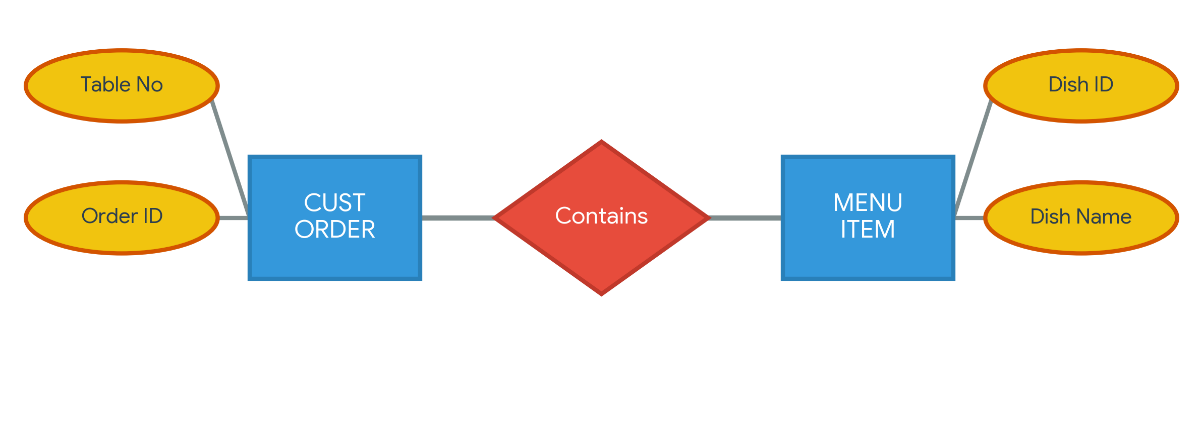 Table No
Dish ID
Order ID
CUST
ORDER
Contains
MENU
ITEM
Dish Name